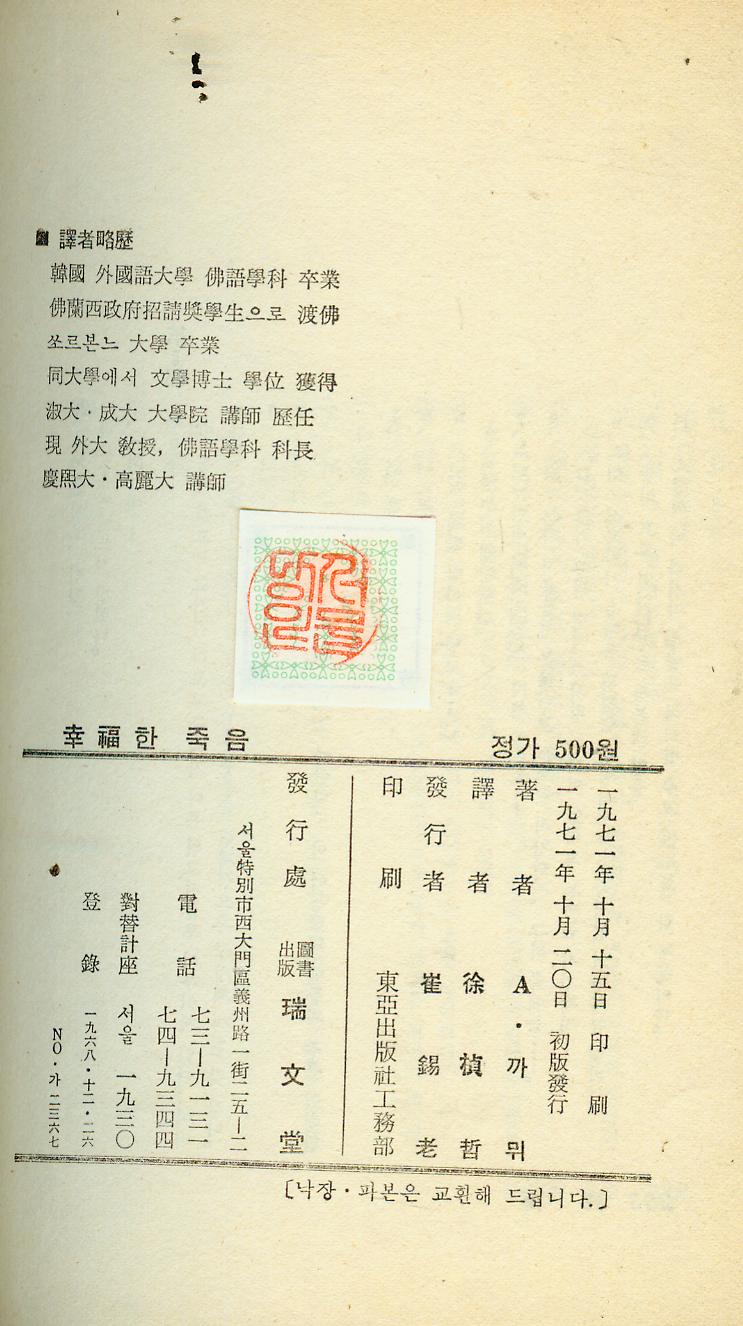 ■ 譯者略歷
韓國 外國語大學 佛語學科 卒業
佛蘭西政府招請奬學生으로 渡佛
쏘르본느 大學 卒業
同大學에서 文學博士 學位 獲得
淑大·成大 大學院 講師 歷任
現 外大 敎授, 佛語學科 科長
慶熙大·高麗大 講師
幸福한 죽음
정가 500원
一九七一年 十月 十五日 印刷
一九七一年 十月 二〇日 初版發行
著者 A·까뮈
譯者 徐楨哲
發行者 崔錫老
印刷 東亞出版社工務部
發行處 圖書出版 瑞文堂
서울特別市西大門區義州路一街二五—二
電話 七三—九一三一
七四—九三四四
對替計座 서울 一九三〇
登錄 一九六八·十二·二六
NO·가 二三六七
[낙장·파본은 교환해 드립니다.]